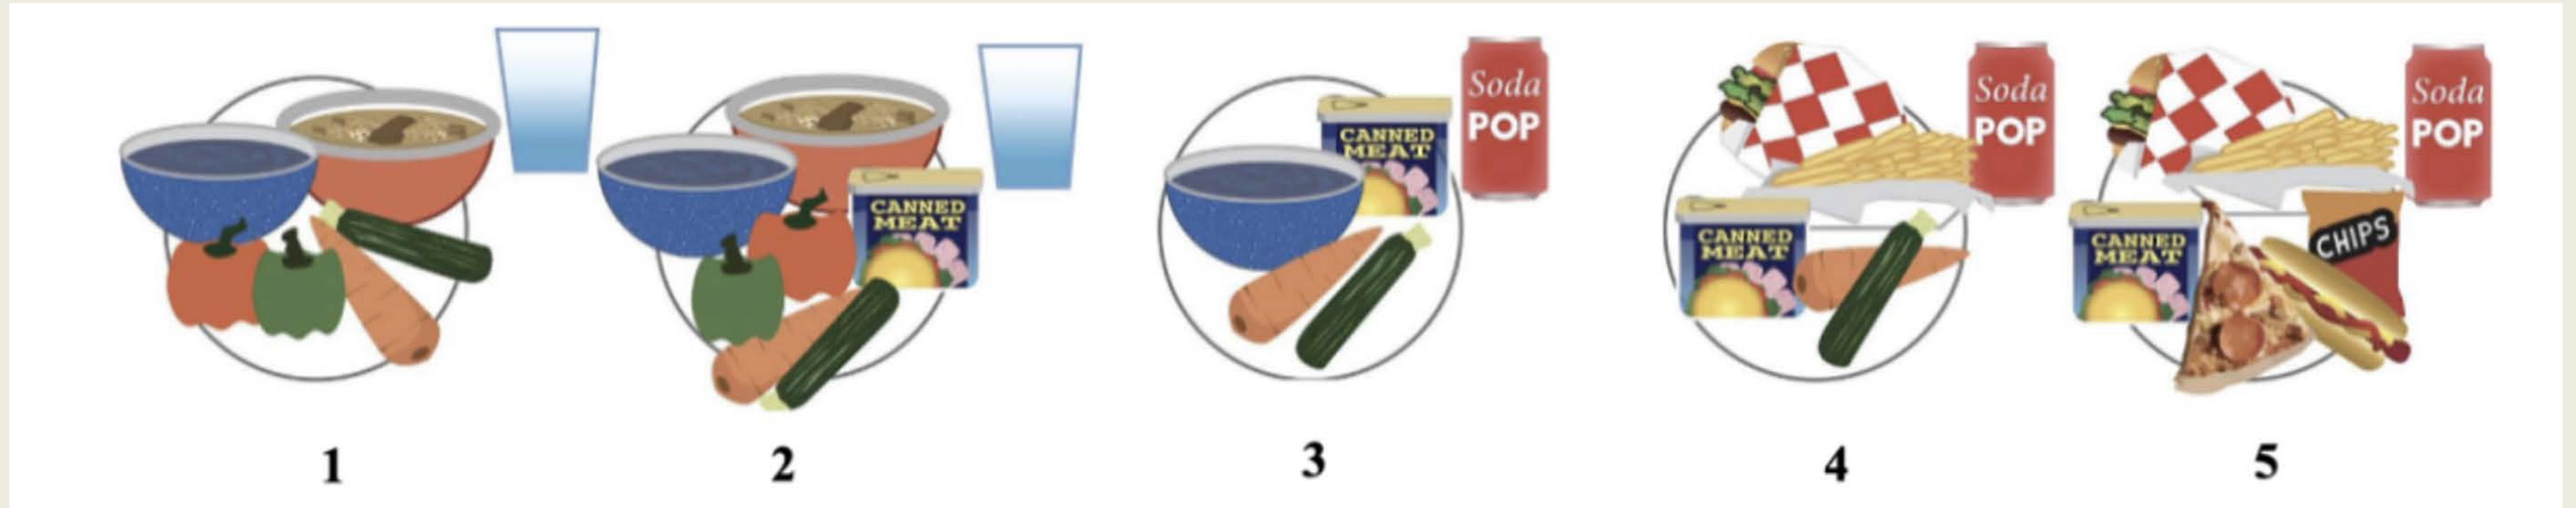 Soda
POP
CANNED
MEAT
CANNED
MEAT
Soda
POP
CANNED
MEAT
Soda
POP
CANNED
MEAT
CHIPS
1
2
3
4
5